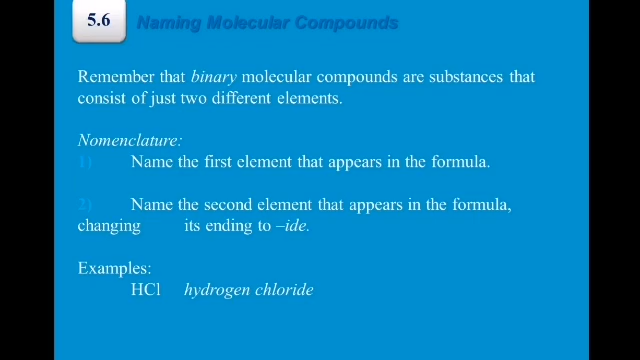 5.6 Naming Molecular Compounds
Remember that binary molecular compounds are substances that
consist of just two different elements.
Nomenclature:
1) Name the first element that appears in the formula.
2) Name the second element that appears in the formula,
changing its ending to –ide.
Examples:
HCl hydrogen chloride